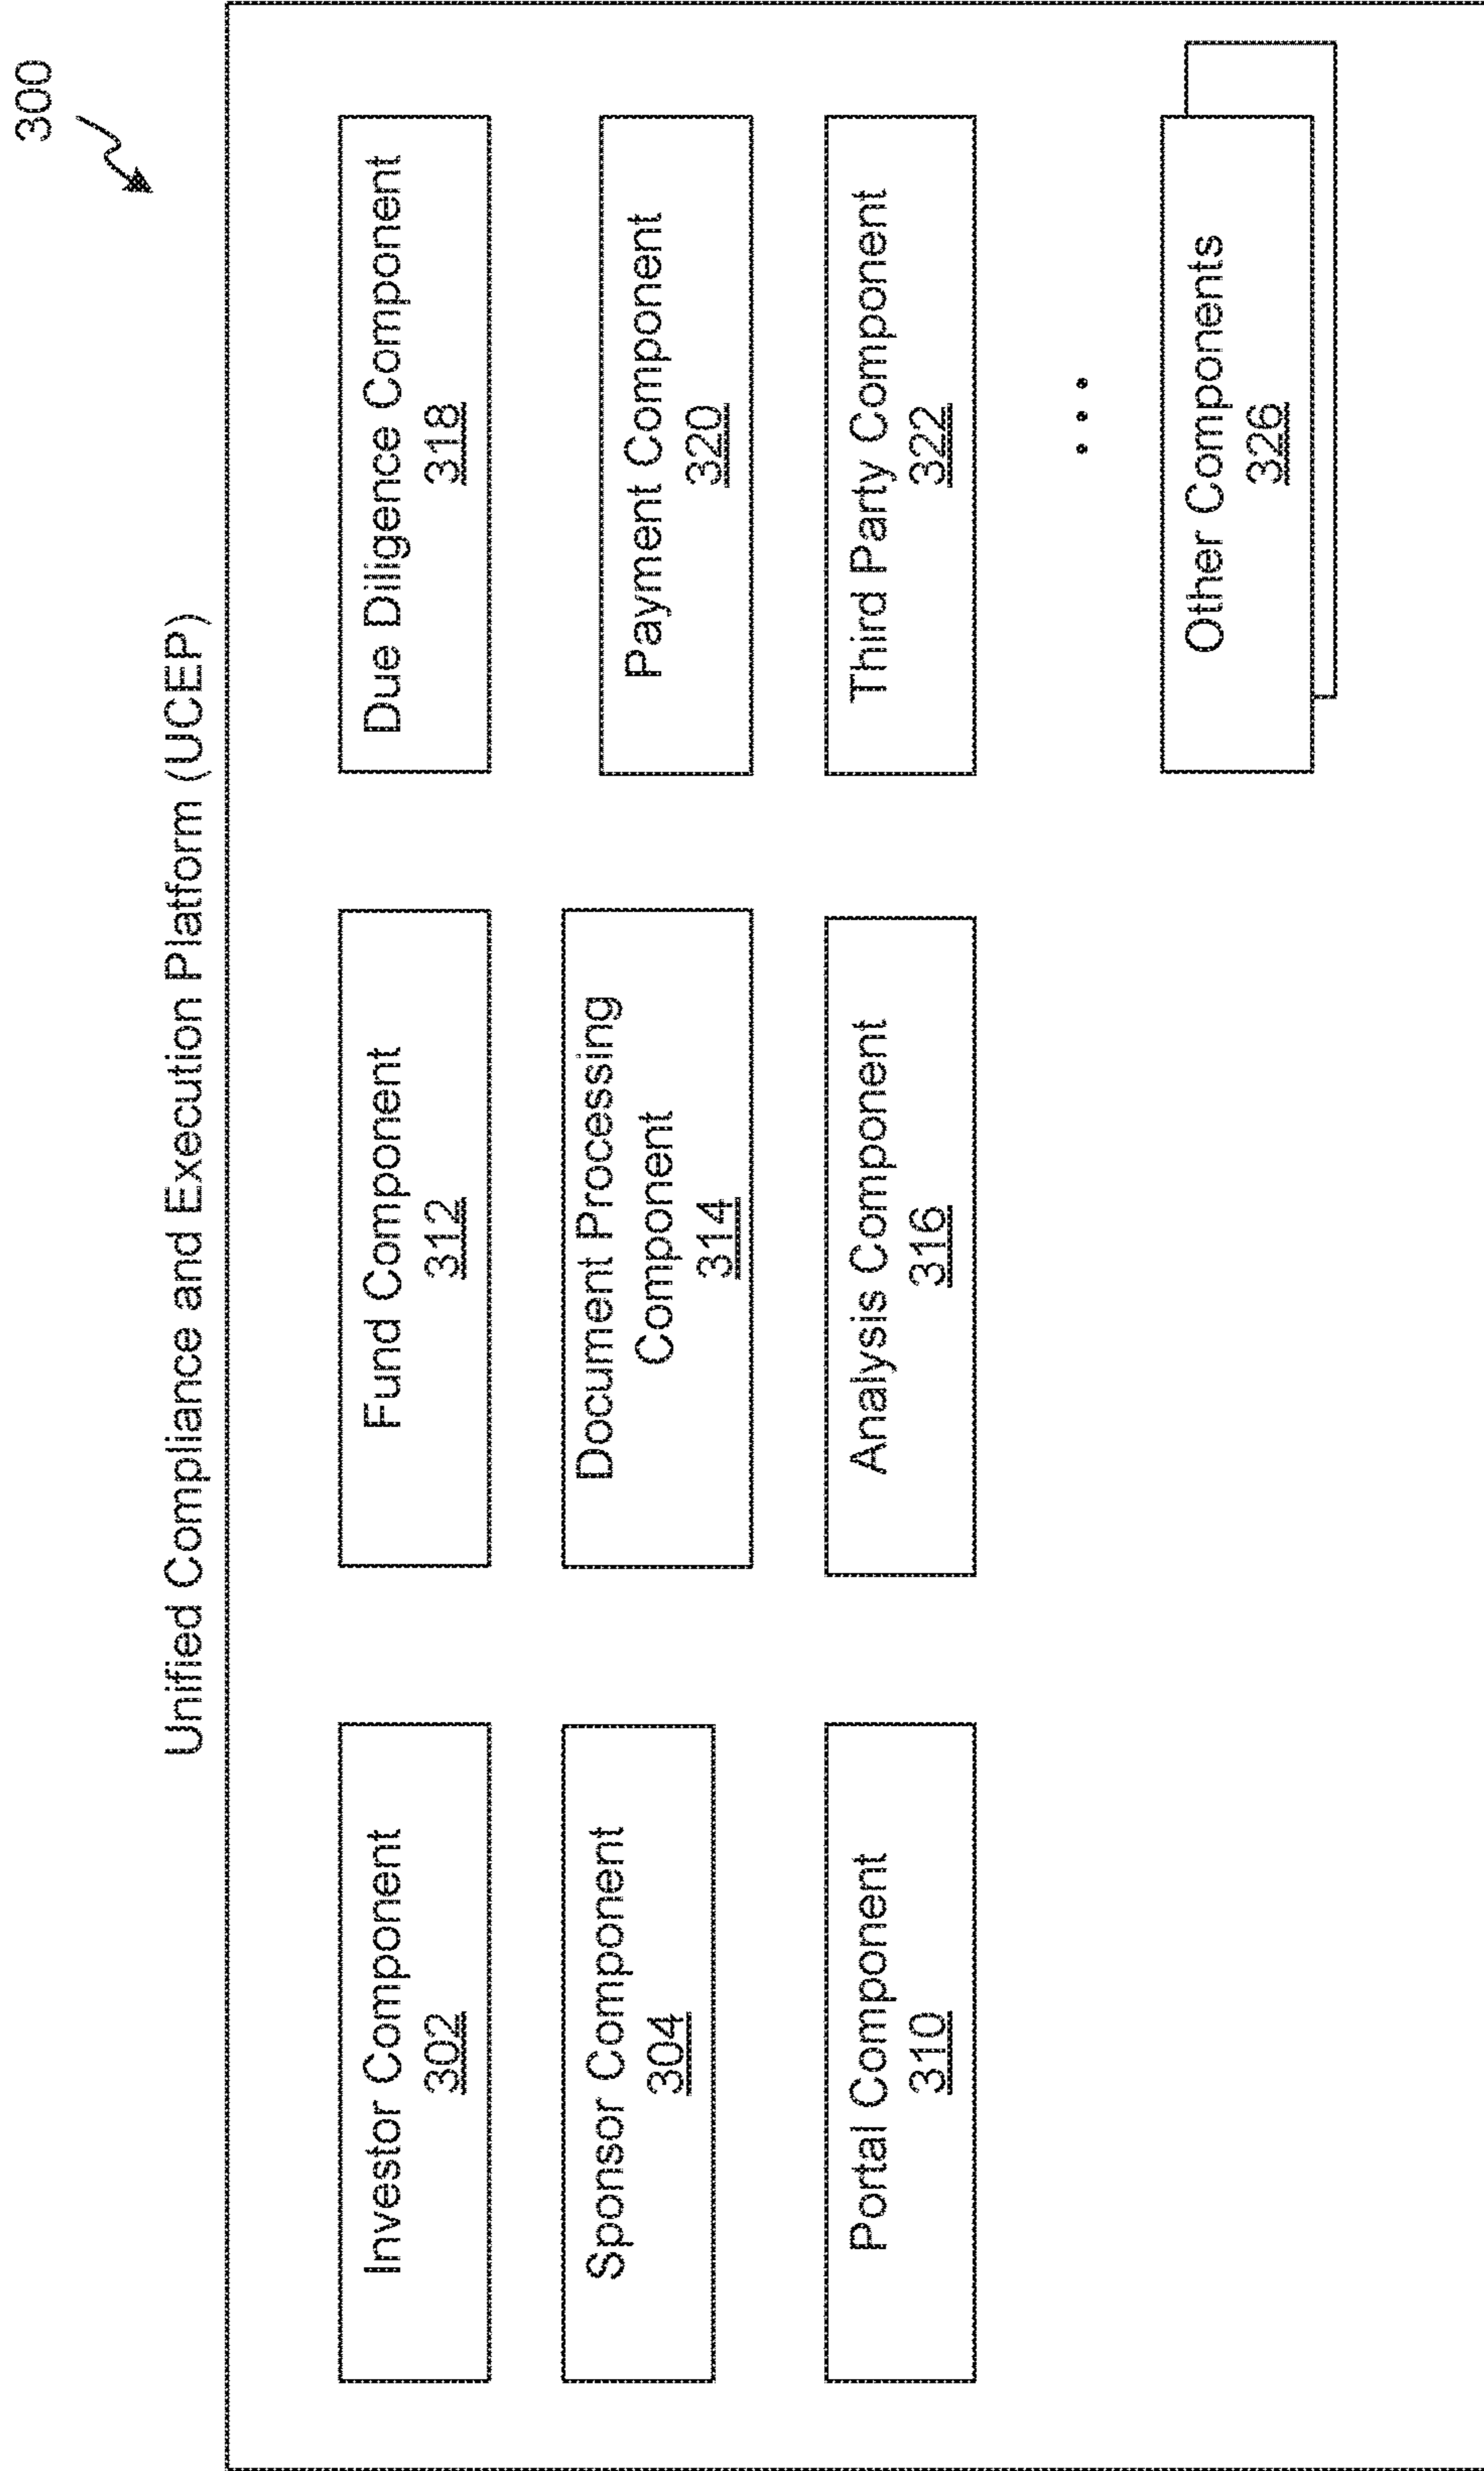 300
Unified Compliance and Execution Platform (UCEP)
Investor Component
302
Sponsor Component
304
Portal Component
310
Fund Component
312
Document Processing
Component
314
Analysis Component
316
Due Diligence Component
318
Payment Component
320
Third Party Component
322
Other Components
326